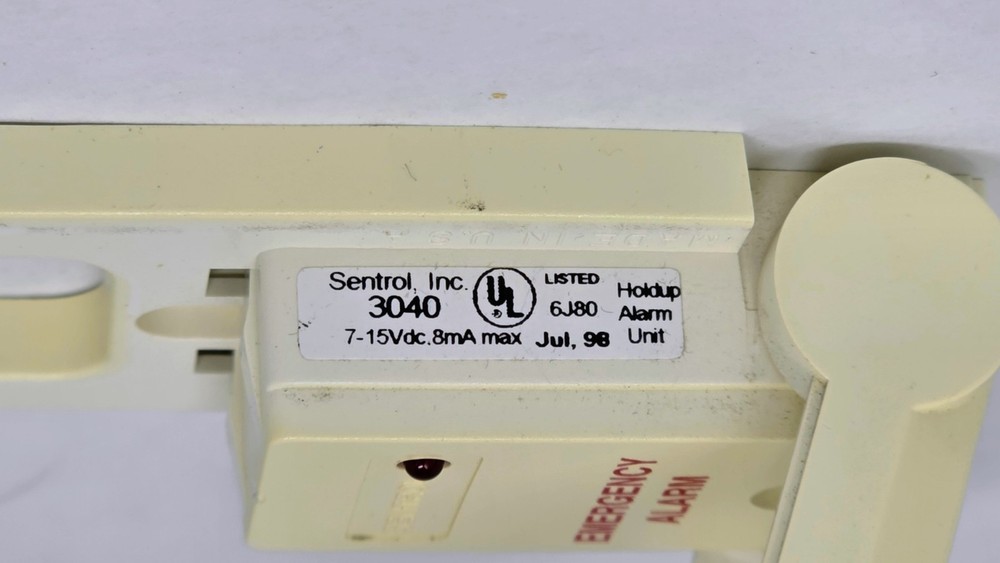 Sentrol, Inc.
3040
7-15Vdc.8mA max
UL
LISTED
6J80
Jul, 98
Holdup
Alarm
Unit
EMERGENCY
ALARM